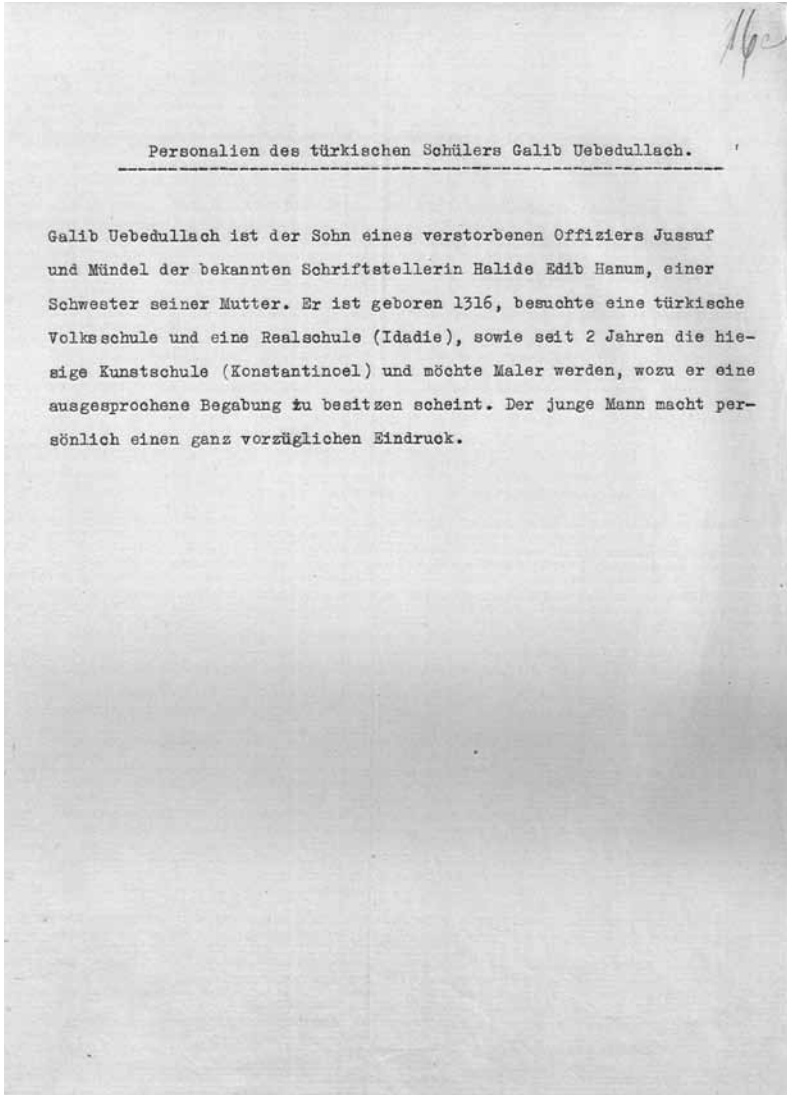 16c
Personalien des türkischen Schülers Galib Uebedullach.
Galib Uebedullach ist der Sohn eines verstorbenen Offiziers Jussuf
und Mündel der bekannten Schriftstellerin Halide Edib Hanum, einer
Schwester seiner Mutter. Er ist geboren 1316, besuchte eine türkische
Volksschule und eine Realschule (Idadie), sowie seit 2 Jahren die hie-
sige Kunstschule (Konstantinoel) und möchte Maler werden, wozu er eine
ausgesprochene Begabung zu besitzen scheint. Der junge Mann macht per-
sönlich einen ganz vorzüglichen Eindruck.